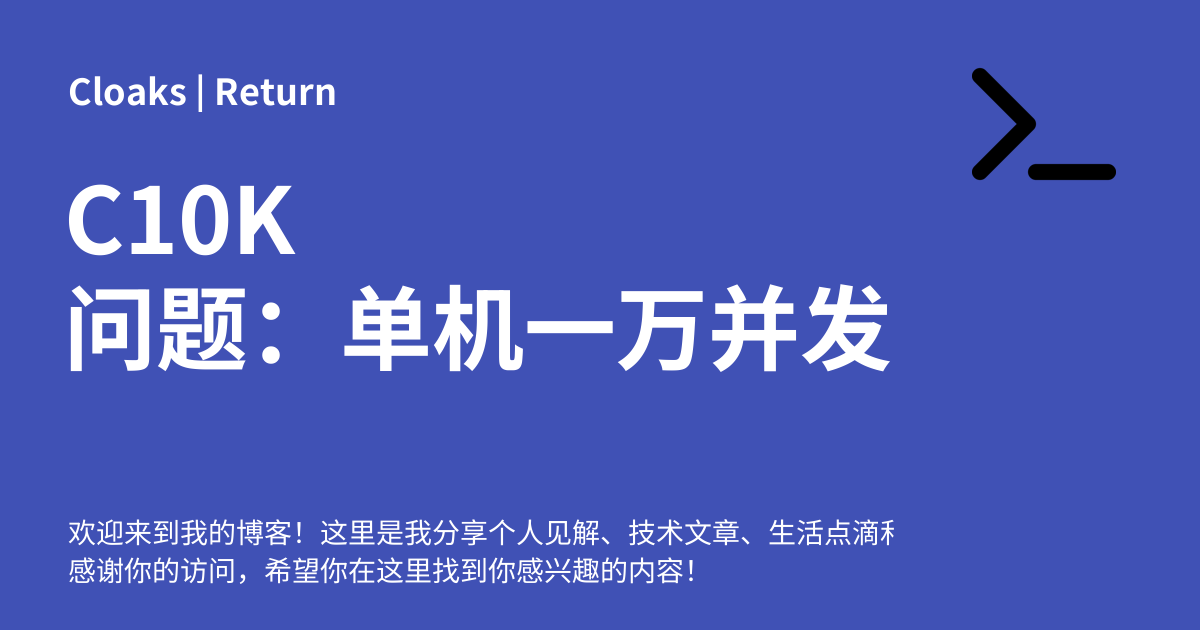 Cloaks | Return
C10K
问题：单机一万并发
欢迎来到我的博客！这里是我分享个人见解、技术文章、生活点滴
感谢你的访问，希望你在这里找到你感兴趣的内容！